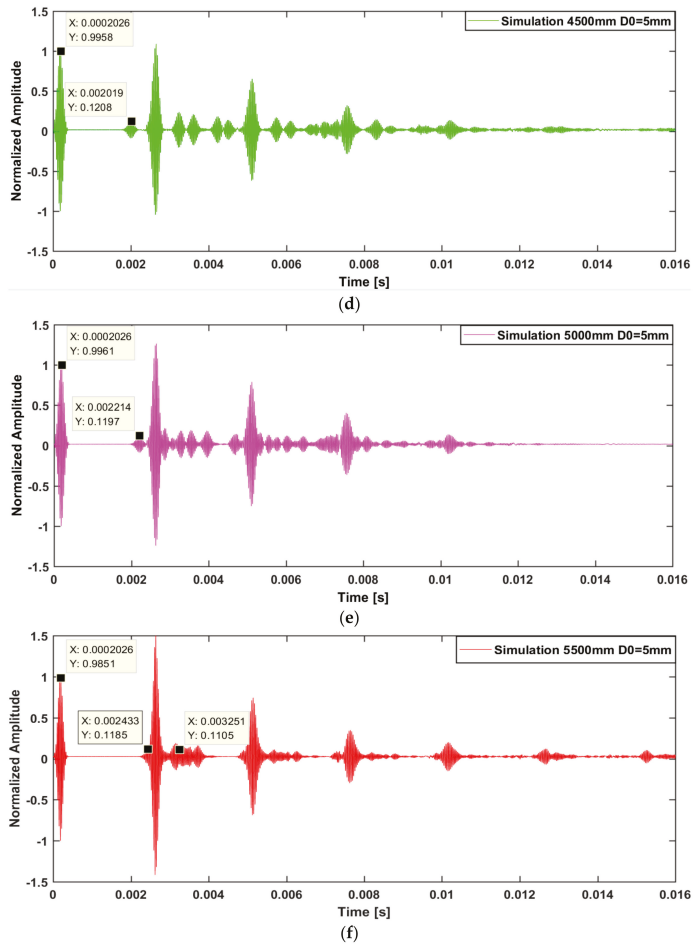 Simulation 4500mm D0=5mm
X: 0.0002026
Y: 0.9958
X: 0.002019
Y: 0.1208
Normalized Amplitude
1.5
1
0.5
0
-0.5
-1
-1.5
0 0.002 0.004 0.006 0.008 0.01 0.012 0.014 0.016
Time [s]
(d)
Simulation 5000mm D0=5mm
X: 0.0002026
Y: 0.9961
X: 0.002214
Y: 0.1197
Normalized Amplitude
1.5
1
0.5
0
-0.5
-1
-1.5
0 0.002 0.004 0.006 0.008 0.01 0.012 0.014 0.016
Time [s]
(e)
Simulation 5500mm D0=5mm
X: 0.0002026
Y: 0.9851
X: 0.002433
Y: 0.1185
X: 0.003251
Y: 0.1105
Normalized Amplitude
1.5
1
0.5
0
-0.5
-1
-1.5
0 0.002 0.004 0.006 0.008 0.01 0.012 0.014 0.016
Time [s]
(f)